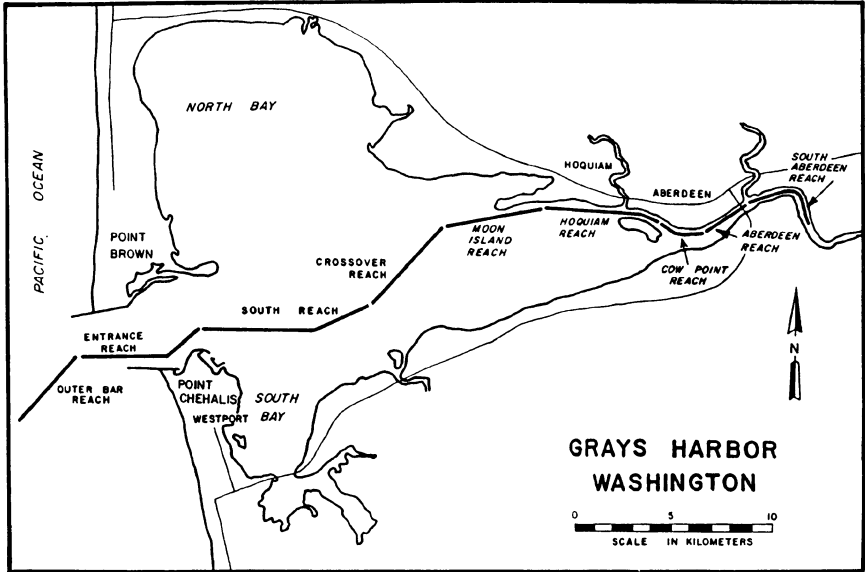 NORTH BAY
PACIFIC OCEAN
HOQUIAM
ABERDEEN
SOUTH
ABERDEEN
REACH
POINT
BROWN
MOON
ISLAND
REACH
HOQUIAM
REACH
ABERDEEN
REACH
COW POINT
REACH
CROSSOVER
REACH
SOUTH REACH
ENTRANCE
REACH
OUTER BAR
REACH
POINT
CHEHALIS
WESTPORT
SOUTH
BAY
N
GRAYS HARBOR
WASHINGTON
0 5 10
SCALE IN KILOMETERS